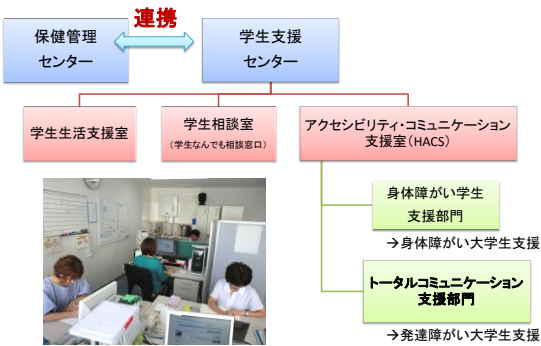 連携
保健管理
センター
学生支援
センター
学生生活支援室
学生相談室
（学生なんでも相談窓口）
アクセシビリティ・コミュニケーション
支援室（HACS）
身体障がい学生
支援部門
→身体障がい大学生支援
トータルコミュニケーション
支援部門
→発達障がい大学生支援